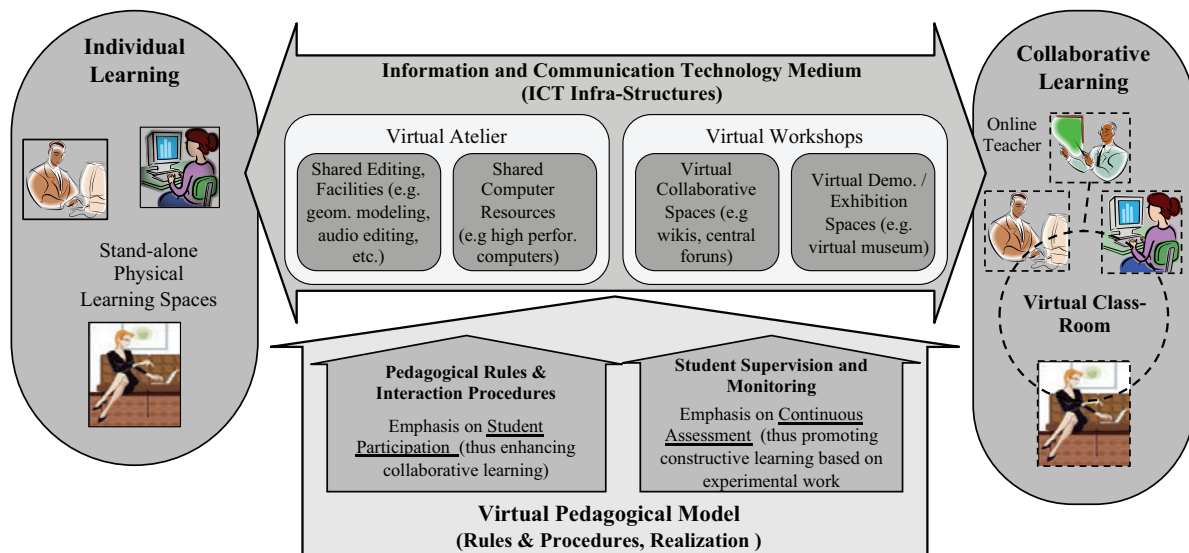 Individual
Learning
Stand-alone
Physical
Learning Spaces
Information and Communication Technology Medium
(ICT Infra-Structures)
Virtual Atelier
Shared Editing,
Facilities (e.g.
geom. modeling,
audio editing,
etc.)
Shared
Computer
Resources
(e.g high perfor.
computers)
Virtual Workshops
Virtual
Collaborative
Spaces (e.g
wikis, central
foruns)
Virtual Demo. /
Exhibition
Spaces (e.g.
virtual museum)
Collaborative
Learning
Online
Teacher
Virtual Class-
Room
Pedagogical Rules &
Interaction Procedures
Emphasis on Student
Participation (thus enhancing
collaborative learning)
Student Supervision and
Monitoring
Emphasis on Continuous
Assessment (thus promoting
constructive learning based on
experimental work
Virtual Pedagogical Model
(Rules & Procedures, Realization )